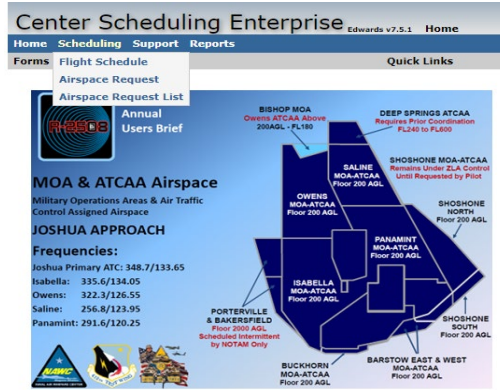 Center Scheduling Enterprise Edwards v7.5.1 Home
Home Scheduling Support Reports
Forms
Quick Links
Flight Schedule
Airspace Request
Airspace Request List
R-2508
Annual
Users Brief
MOA & ATCAA Airspace
Military Operations Areas & Air Traffic
Control Assigned Airspace
JOSHUA APPROACH
Frequencies:
Joshua Primary ATC: 348.7/133.65
Isabella: 335.6/134.05
Owens: 322.3/126.55
Saline: 256.8/123.95
Panamint: 291.6/120.25
BISHOP MOA
Owens ATCAA Above
200AGL - FL180
DEEP SPRINGS ATCAA
Requires Prior Coordination
FL240 to FL600
SHOSHONE MOA-ATCAA
Remains Under ZLA Control
Until Requested by Pilot
SALINE
MOA-ATCAA
Floor 200 AGL
OWENS
MOA-ATCAA
Floor 200 AGL
SHOSHONE
NORTH
Floor 200 AGL
PANAMINT
MOA-ATCAA
Floor 200 AGL
ISABELLA
MOA-ATCAA
Floor 200 AGL
PORTERVILLE
& BAKERSFIELD
Floor 2000 AGL
Scheduled Intermittent
by NOTAM Only
SHOSHONE
SOUTH
Floor 200 AGL
BUCKHORN
MOA-ATCAA
Floor 200 AGL
BARSTOW EAST & WEST
MOA-ATCAA
Floor 200 AGL
NAWC